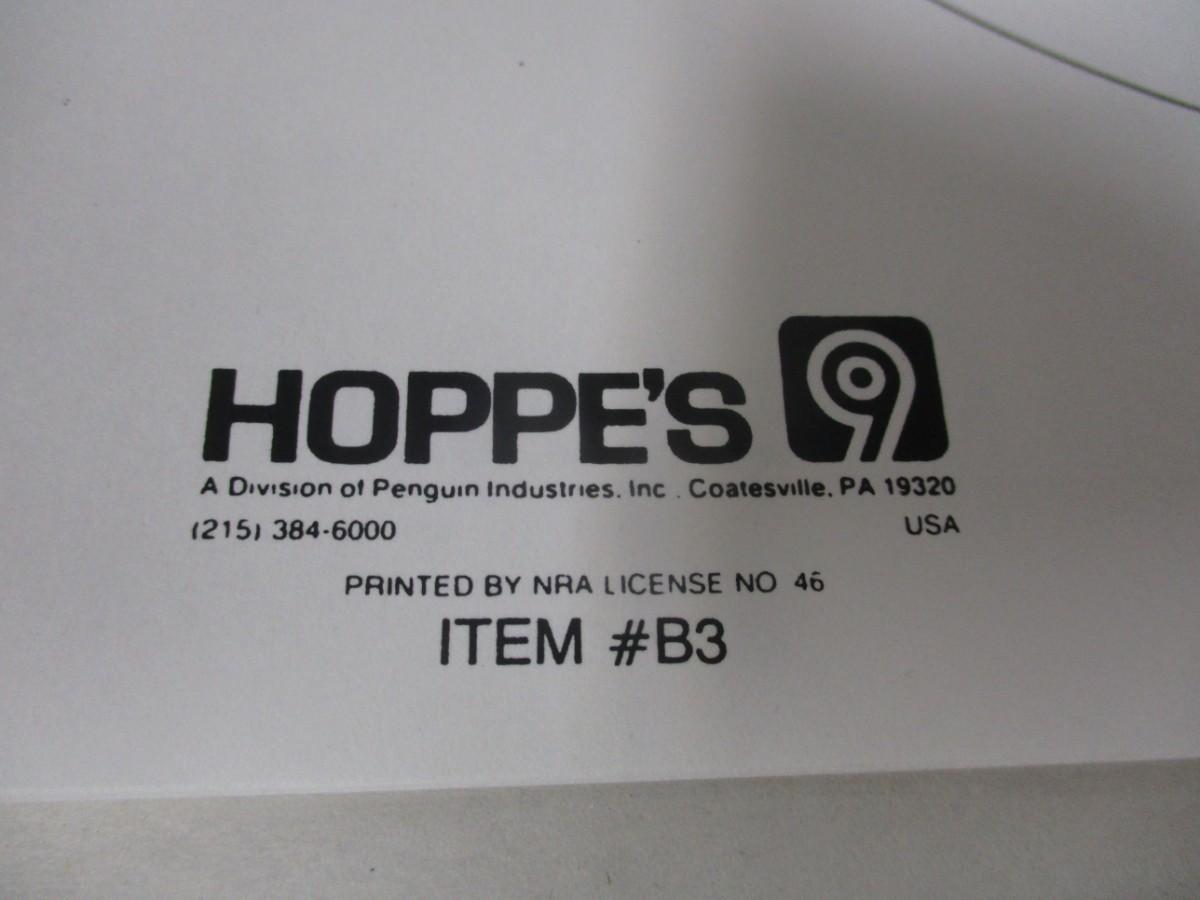 HOPPE'S 9
A Division of Penguin Industries, Inc. Coatesville, PA 19320
(215) 384-6000 USA
PRINTED BY NRA LICENSE NO 46
ITEM #B3